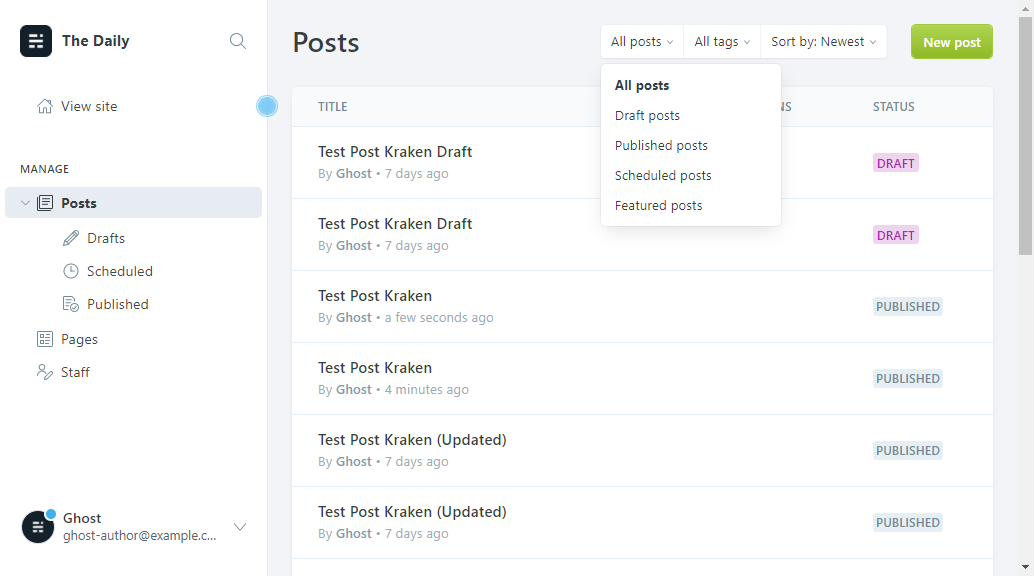 The Daily
View site
MANAGE
Posts
Drafts
Scheduled
Published
Pages
Staff
Ghost
ghost-author@example.c...
Posts
All posts
All tags
Sort by: Newest
New post
All posts
Draft posts
Published posts
Scheduled posts
Featured posts
TITLE
STATUS
Test Post Kraken Draft
By Ghost • 7 days ago
DRAFT
Test Post Kraken Draft
By Ghost • 7 days ago
DRAFT
Test Post Kraken
By Ghost • a few seconds ago
PUBLISHED
Test Post Kraken
By Ghost • 4 minutes ago
PUBLISHED
Test Post Kraken (Updated)
By Ghost • 7 days ago
PUBLISHED
Test Post Kraken (Updated)
By Ghost • 7 days ago
PUBLISHED